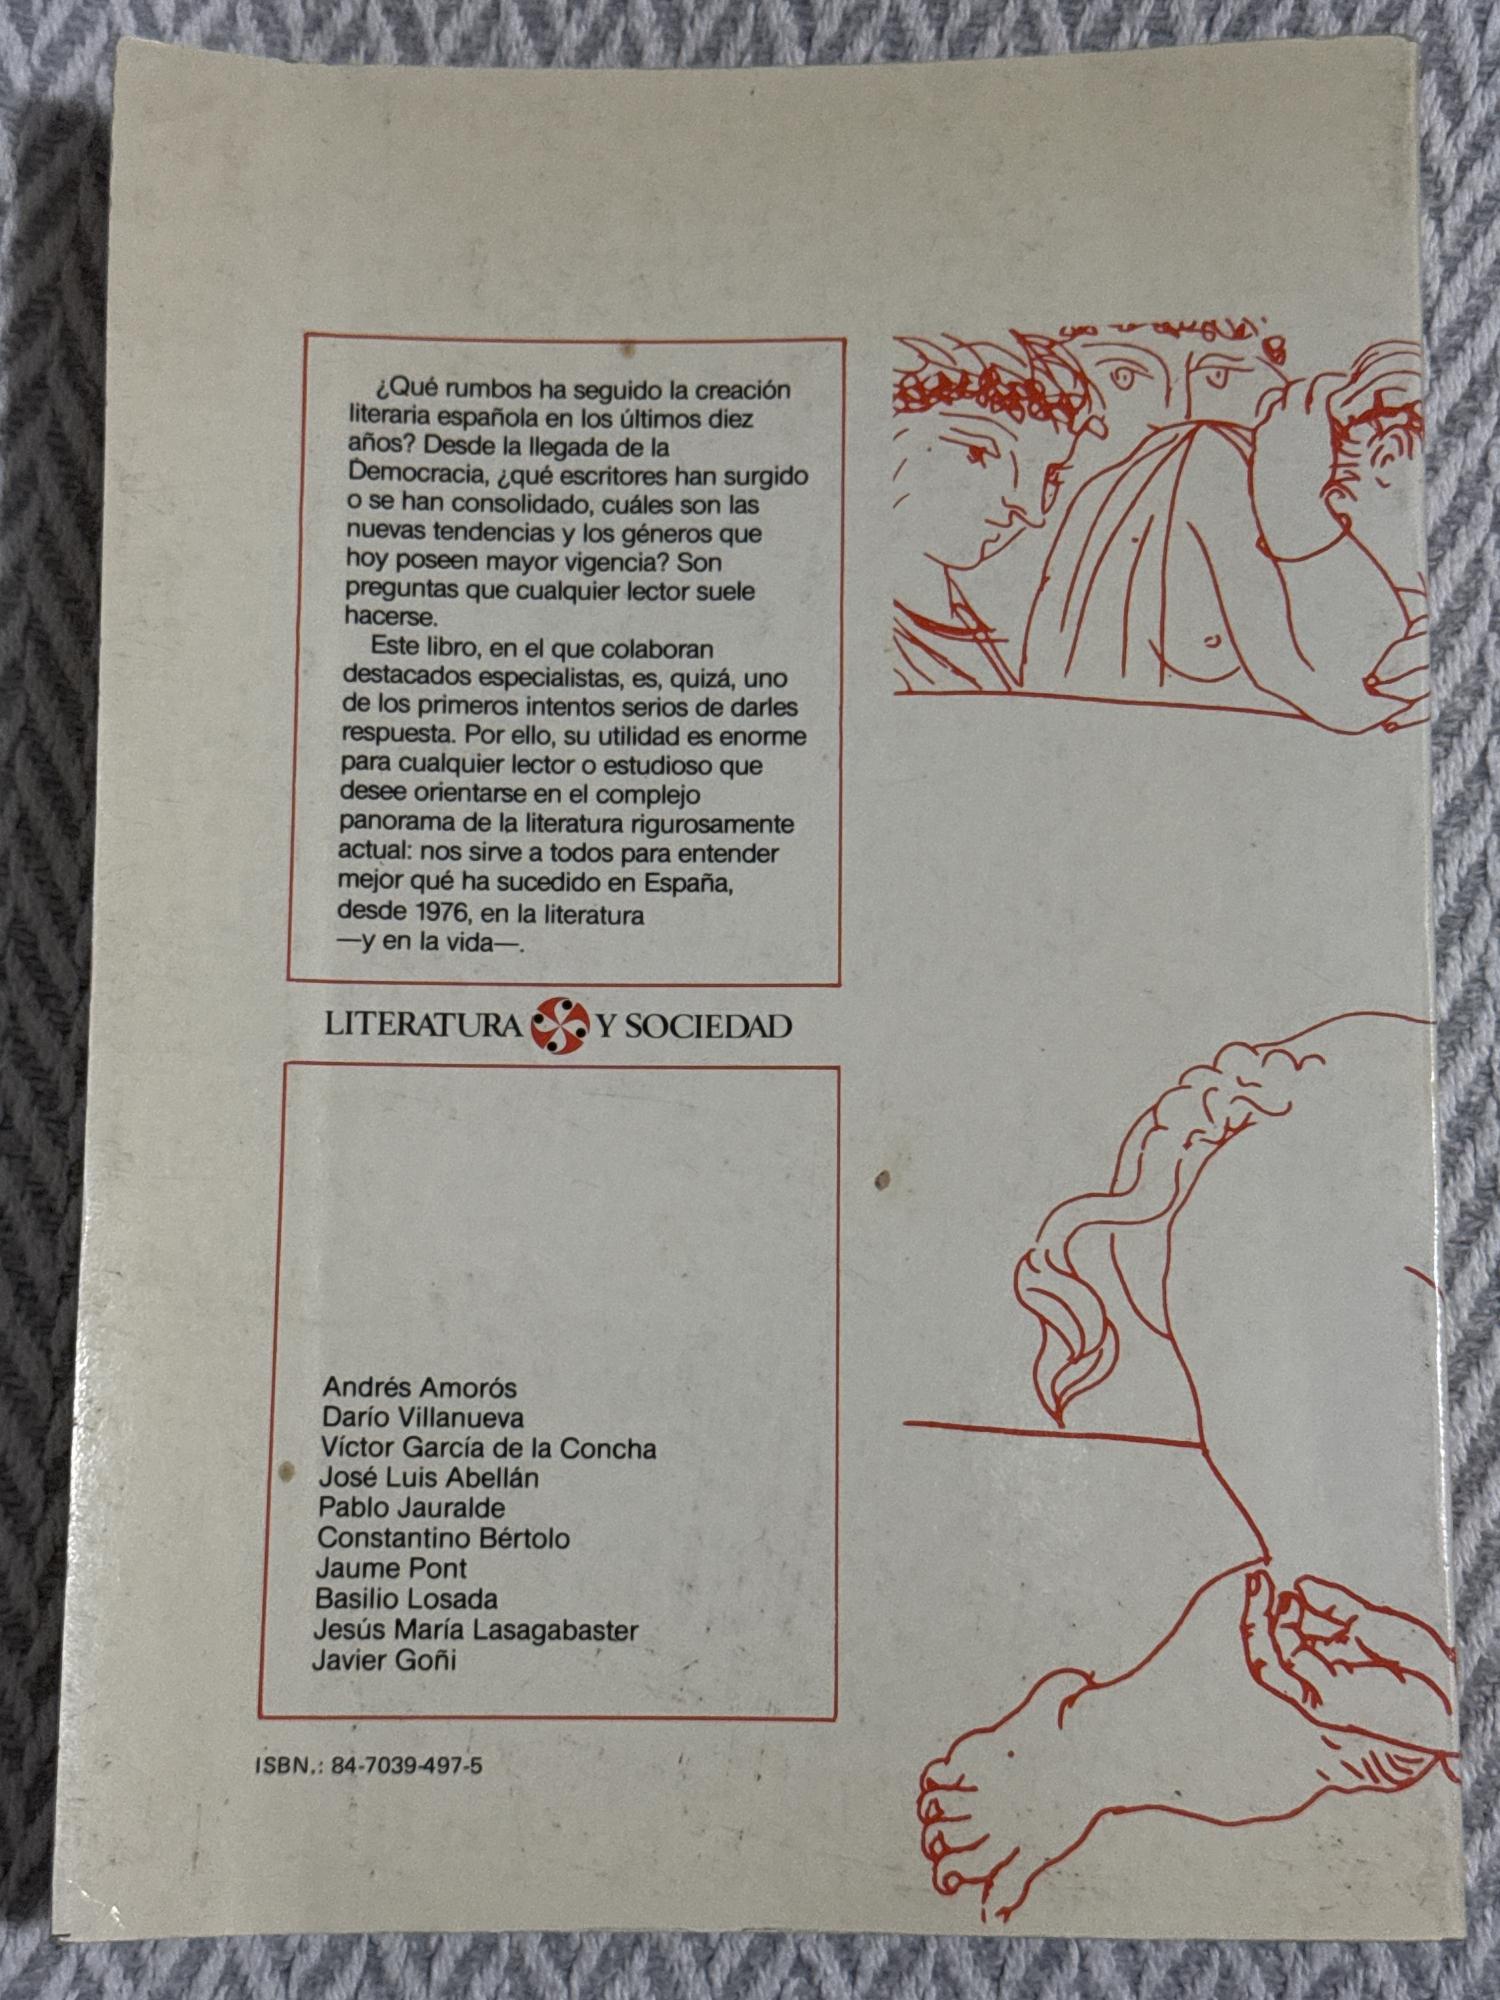 ¿Qué rumbos ha seguido la creación
literaria española en los últimos diez
años? Desde la llegada de la
Democracia, ¿qué escritores han surgido
o se han consolidado, cuáles son las
nuevas tendencias y los géneros que
hoy poseen mayor vigencia? Son
preguntas que cualquier lector suele
hacerse.
Este libro, en el que colaboran
destacados especialistas, es, quizá, uno
de los primeros intentos serios de darles
respuesta. Por ello, su utilidad es enorme
para cualquier lector o estudioso que
desee orientarse en el complejo
panorama de la literatura rigurosamente
actual: nos sirve a todos para entender
mejor qué ha sucedido en España,
desde 1976, en la literatura
—y en la vida—.
LITERATURA Y SOCIEDAD
Andrés Amorós
Darío Villanueva
Víctor García de la Concha
José Luis Abellán
Pablo Jauralde
Constantino Bértolo
Jaume Pont
Basilio Losada
Jesús María Lasagabaster
Javier Goñi
ISBN.: 84-7039-497-5